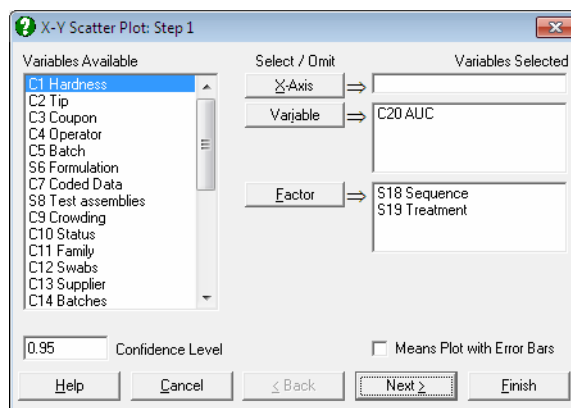 X-Y Scatter Plot: Step 1
Variables Available
Select / Omit
Variables Selected
C1 Hardness
C2 Tip
C3 Coupon
C4 Operator
C5 Batch
S6 Formulation
C7 Coded Data
S8 Test assemblies
C9 Crowding
C10 Status
C11 Family
C12 Swabs
C13 Supplier
C14 Batches
X-Axis
Variable
C20 AUC
Factor
S18 Sequence
S19 Treatment
0.95 Confidence Level
Means Plot with Error Bars
Help Cancel < Back Next > Finish